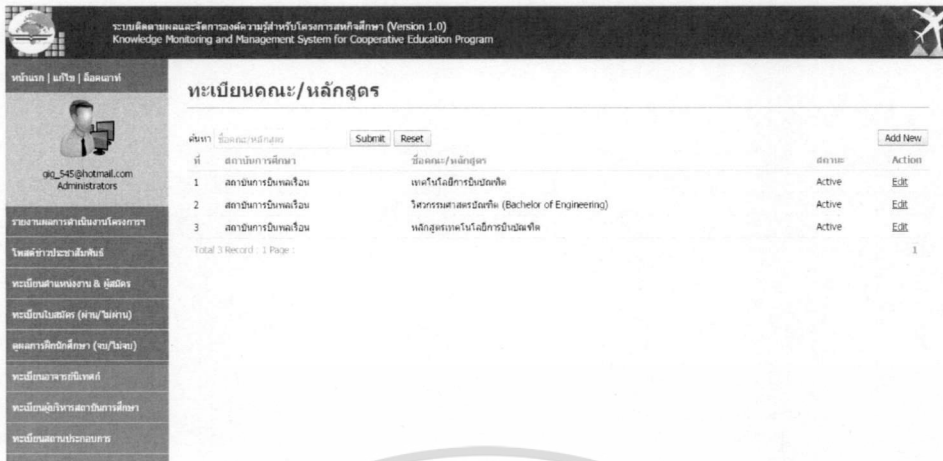 ระบบติดตามผลและจัดการองค์ความรู้สำหรับโครงการสหกิจศึกษา (Version 1.0)
Knowledge Monitoring and Management System for Cooperative Education Program
หน้าแรก | แก้ไข | ล็อคเอาท์
giq_545@hotmail.com
Administrators
รายงานผลการดำเนินงานโครงการฯ
โพสต์ข่าวประชาสัมพันธ์
ทะเบียนตำแหน่งงาน & ผู้สมัคร
ทะเบียนใบสมัคร (ผ่าน/ไม่ผ่าน)
ดูผลการฝึกนักศึกษา (จบ/ไม่จบ)
ทะเบียนอาจารย์นิเทศก์
ทะเบียนผู้บริหารสถาบันการศึกษา
ทะเบียนสถานประกอบการ
ทะเบียนคณะ/หลักสูตร
ค้นหา ชื่อคณะ/หลักสูตร Submit Reset Add New
ที่ สถาบันการศึกษา ชื่อคณะ/หลักสูตร สถานะ Action
1 สถาบันการบินพลเรือน เทคโนโลยีการบินบัณฑิต Active Edit
2 สถาบันการบินพลเรือน วิศวกรรมศาสตรบัณฑิต (Bachelor of Engineering) Active Edit
3 สถาบันการบินพลเรือน หลักสูตรเทคโนโลยีการบินบัณฑิต Active Edit
Total 3 Record : 1 Page : 1